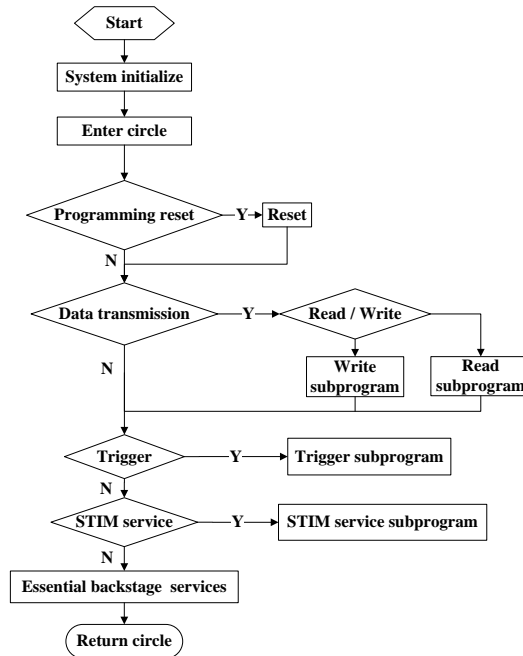 Start
System initialize
Enter circle
Programming reset
Y
Reset
N
Data transmission
Y
Read / Write
N
Write
subprogram
Read
subprogram
Trigger
Y
Trigger subprogram
N
STIM service
Y
STIM service subprogram
N
Essential backstage services
Return circle